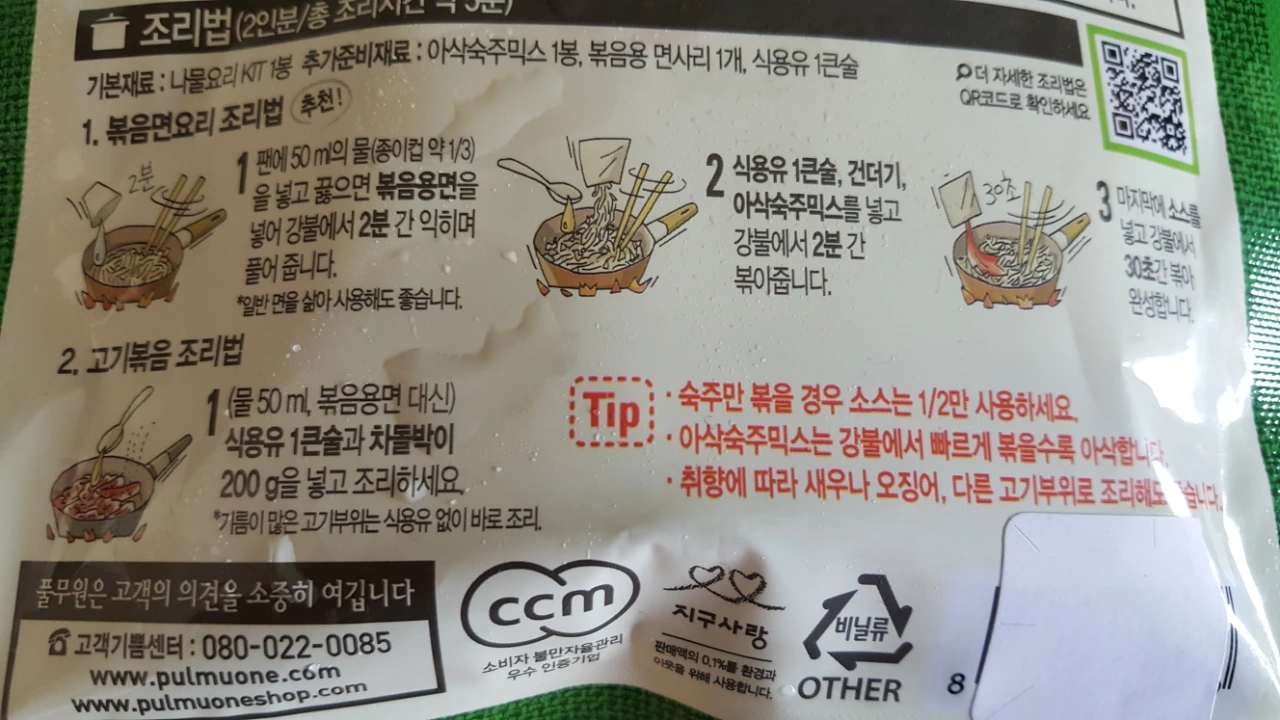 조리법(2인분/총 조리시간 약 5분)
기본재료 : 나물요리 KIT 1봉 추가준비재료 : 아삭숙주믹스 1봉, 볶음용 면사리 1개, 식용유 1큰술
더 자세한 조리법은
QR코드로 확인하세요
1. 볶음면요리 조리법 추천!
2분
1 팬에 50 ml의 물(종이컵 약 1/3)
을 넣고 끓으면 볶음용면을
넣어 강불에서 2분 간 익히며
풀어 줍니다.
*일반 면을 삶아 사용해도 좋습니다.
2 식용유 1큰술, 건더기,
아삭숙주믹스를 넣고
강불에서 2분 간
볶아줍니다.
30초
3 마지막에 소스를
넣고 강불에서
30초간 볶아
완성합니다.
2. 고기볶음 조리법
1 (물 50 ml, 볶음용면 대신)
식용유 1큰술과 차돌박이
200 g을 넣고 조리하세요.
*기름이 많은 고기부위는 식용유 없이 바로 조리.
Tip
· 숙주만 볶을 경우 소스는 1/2만 사용하세요.
· 아삭숙주믹스는 강불에서 빠르게 볶을수록 아삭합니다.
· 취향에 따라 새우나 오징어, 다른 고기부위로 조리해도 좋습니다.
풀무원은 고객의 의견을 소중히 여깁니다
고객기쁨센터 : 080-022-0085
www.pulmuone.com
www.pulmuoneshop.com
ccm
소비자 불만자율관리
우수 인증기업
지구사랑
판매액의 0.1%를 환경과
이웃을 위해 사용합니다.
비닐류
OTHER
8